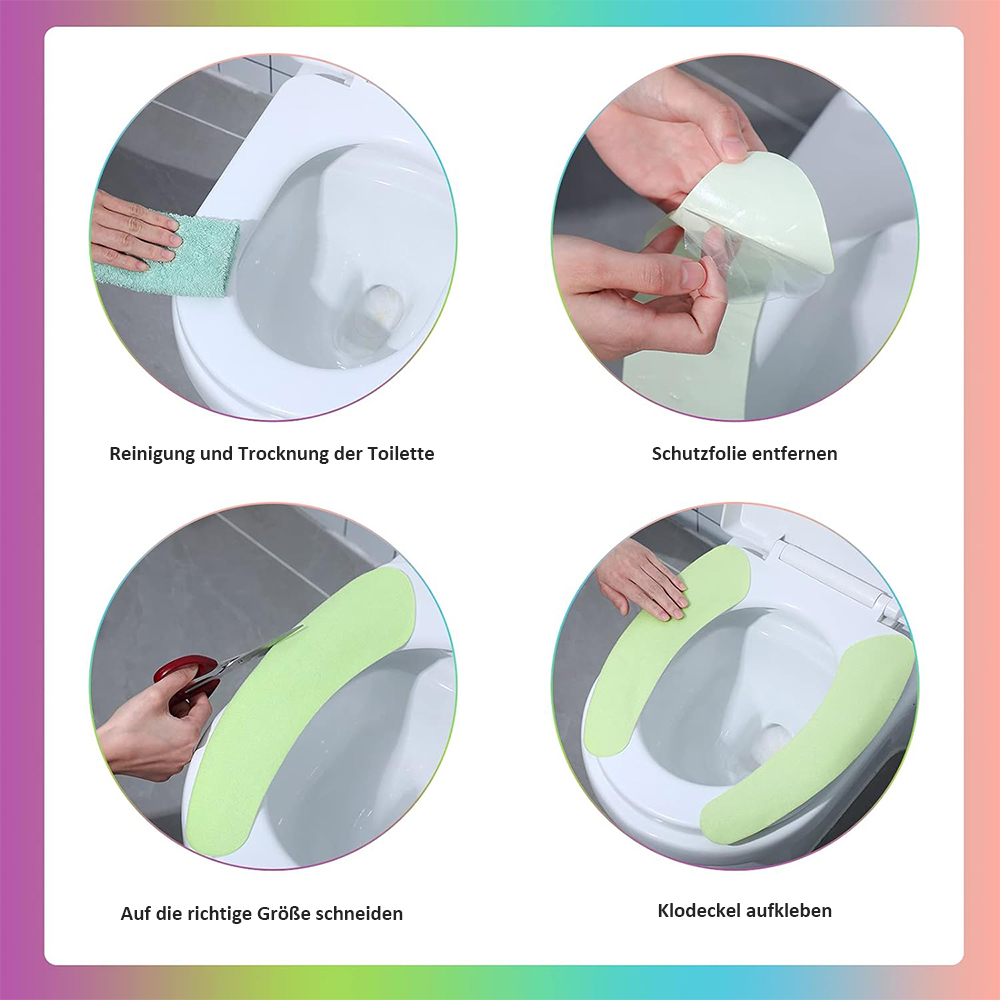 Reinigung und Trocknung der Toilette
Schutzfolie entfernen
Auf die richtige Größe schneiden
Klodeckel aufkleben